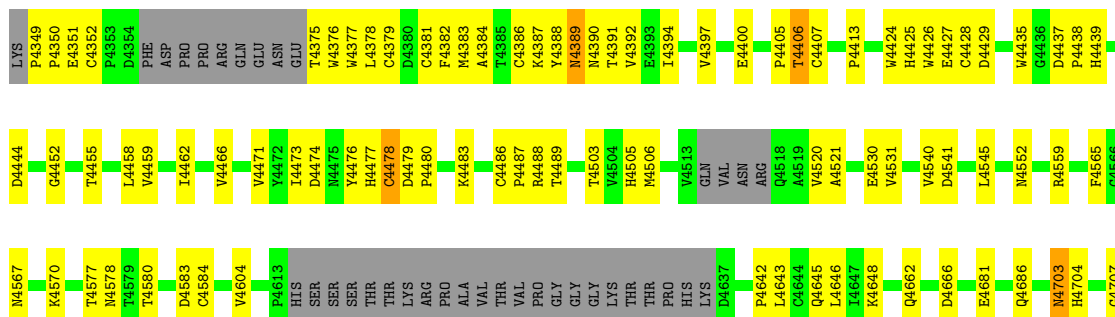 LYS P4349 P4350 E4351 C4352 P4353 D4354 PHE ASP PRO PRO ARG GLN GLU ASN GLU T4375 W4376 W4377 L4378 C4379 D4380 C4381 F4382 M4383 A4384 T4385 C4386 K4387 Y4388 N4389 N4390 T4391 V4392 E4393 I4394 V4397 E4400 P4405 T4406 C4407 P4413 W4424 H4425 W4426 E4427 C4428 D4429 W4435 G4436 D4437 P4438 H4439
D4444 G4452 T4455 L4458 V4459 I4462 V4466 V4471 Y4472 I4473 D4474 N4475 Y4476 H4477 C4478 D4479 P4480 K4483 C4486 P4487 R4488 T4489 T4503 V4504 H4505 M4506 V4513 GLN VAL ASN ARG Q4518 A4519 V4520 A4521 E4530 V4531 V4540 D4541 L4545 N4552 R4559 F4565 G4566
N4567 K4570 T4577 N4578 T4579 T4580 D4583 C4584 V4604 P4613 HIS SER SER SER THR THR LYS ARG PRO ALA VAL THR VAL PRO GLY GLY GLY LYS THR THR PRO HIS LYS D4637 P4642 L4643 C4644 Q4645 L4646 I4647 K4648 Q4662 D4666 E4681 Q4686 N4703 H4704